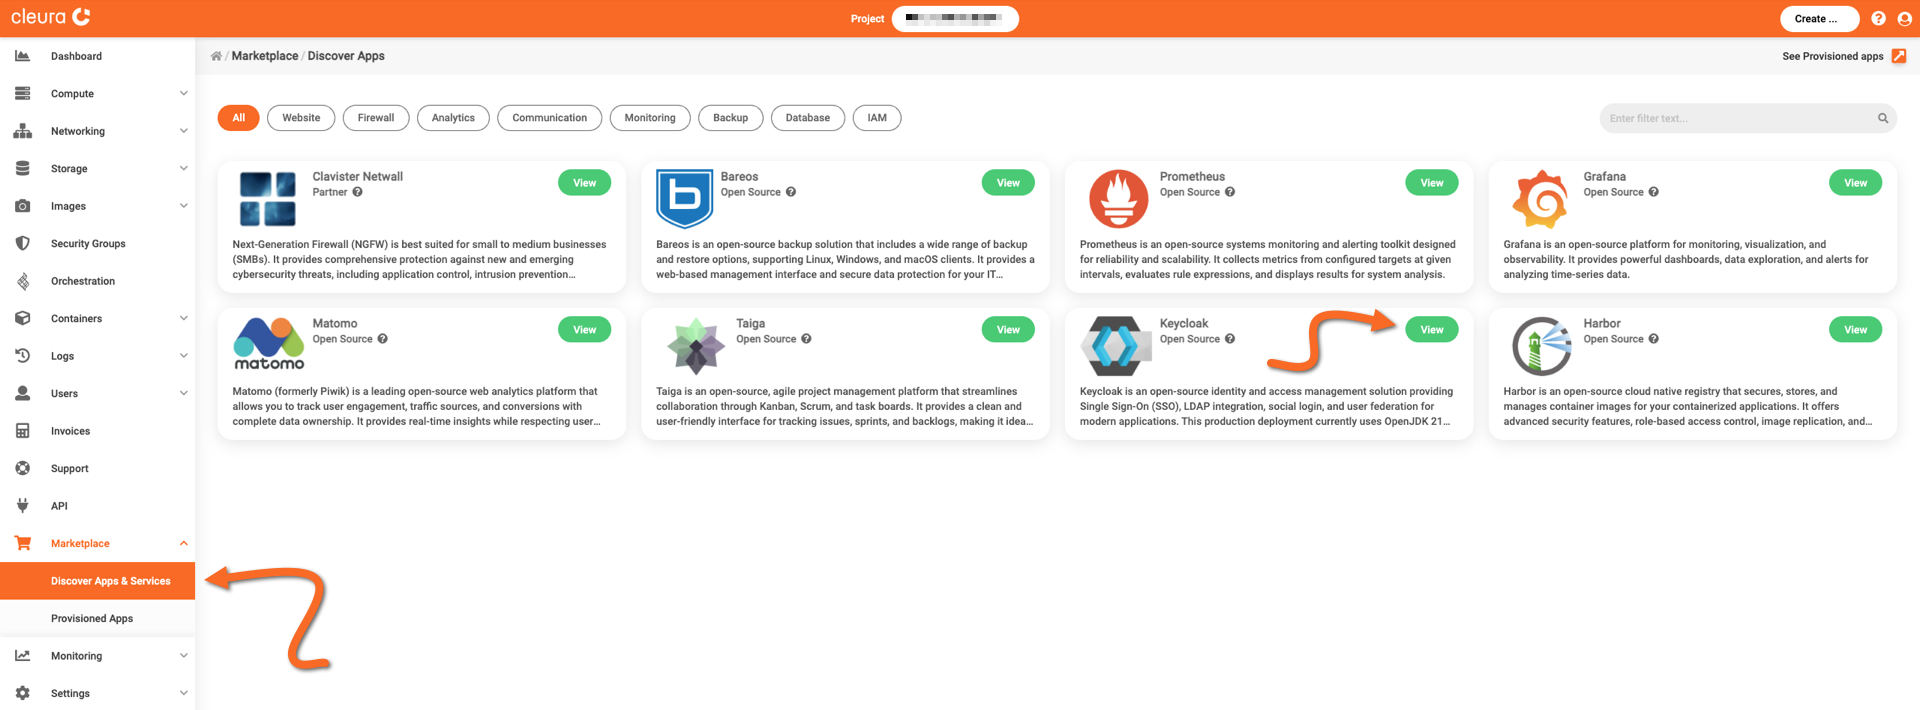 cleura
Project
Create ...
Dashboard
Compute
Networking
Storage
Images
Security Groups
Orchestration
Containers
Logs
Users
Invoices
Support
API
Marketplace
Discover Apps & Services
Provisioned Apps
Monitoring
Settings
/ Marketplace / Discover Apps
See Provisioned apps
All
Website
Firewall
Analytics
Communication
Monitoring
Backup
Database
IAM
Enter filter text...
Clavister Netwall
Partner
View
Next-Generation Firewall (NGFW) is best suited for small to medium businesses
(SMBs). It provides comprehensive protection against new and emerging
cybersecurity threats, including application control, intrusion prevention...
Bareos
Open Source
View
Bareos is an open-source backup solution that includes a wide range of backup
and restore options, supporting Linux, Windows, and macOS clients. It provides a
web-based management interface and secure data protection for your IT...
Prometheus
Open Source
View
Prometheus is an open-source systems monitoring and alerting toolkit designed
for reliability and scalability. It collects metrics from configured targets at given
intervals, evaluates rule expressions, and displays results for system analysis.
Grafana
Open Source
View
Grafana is an open-source platform for monitoring, visualization, and
observability. It provides powerful dashboards, data exploration, and alerts for
analyzing time-series data.
matomo
Matomo
Open Source
View
Matomo (formerly Piwik) is a leading open-source web analytics platform that
allows you to track user engagement, traffic sources, and conversions with
complete data ownership. It provides real-time insights while respecting user...
Taiga
Open Source
View
Taiga is an open-source, agile project management platform that streamlines
collaboration through Kanban, Scrum, and task boards. It provides a clean and
user-friendly interface for tracking issues, sprints, and backlogs, making it idea...
Keycloak
Open Source
View
Keycloak is an open-source identity and access management solution providing
Single Sign-On (SSO), LDAP integration, social login, and user federation for
modern applications. This production deployment currently uses OpenJDK 21...
Harbor
Open Source
View
Harbor is an open-source cloud native registry that secures, stores, and
manages container images for your containerized applications. It offers
advanced security features, role-based access control, image replication, and...